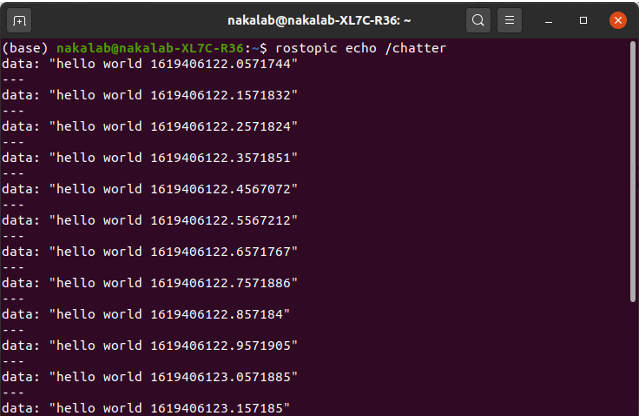 nakalab@nakalab-XL7C-R36: ~
(base) nakalab@nakalab-XL7C-R36:~$ rostopic echo /chatter
data: "hello world 1619406122.0571744"
---
data: "hello world 1619406122.1571832"
---
data: "hello world 1619406122.2571824"
---
data: "hello world 1619406122.3571851"
---
data: "hello world 1619406122.4567072"
---
data: "hello world 1619406122.5567212"
---
data: "hello world 1619406122.6571767"
---
data: "hello world 1619406122.7571886"
---
data: "hello world 1619406122.857184"
---
data: "hello world 1619406122.9571905"
---
data: "hello world 1619406123.0571885"
---
data: "hello world 1619406123.157185"